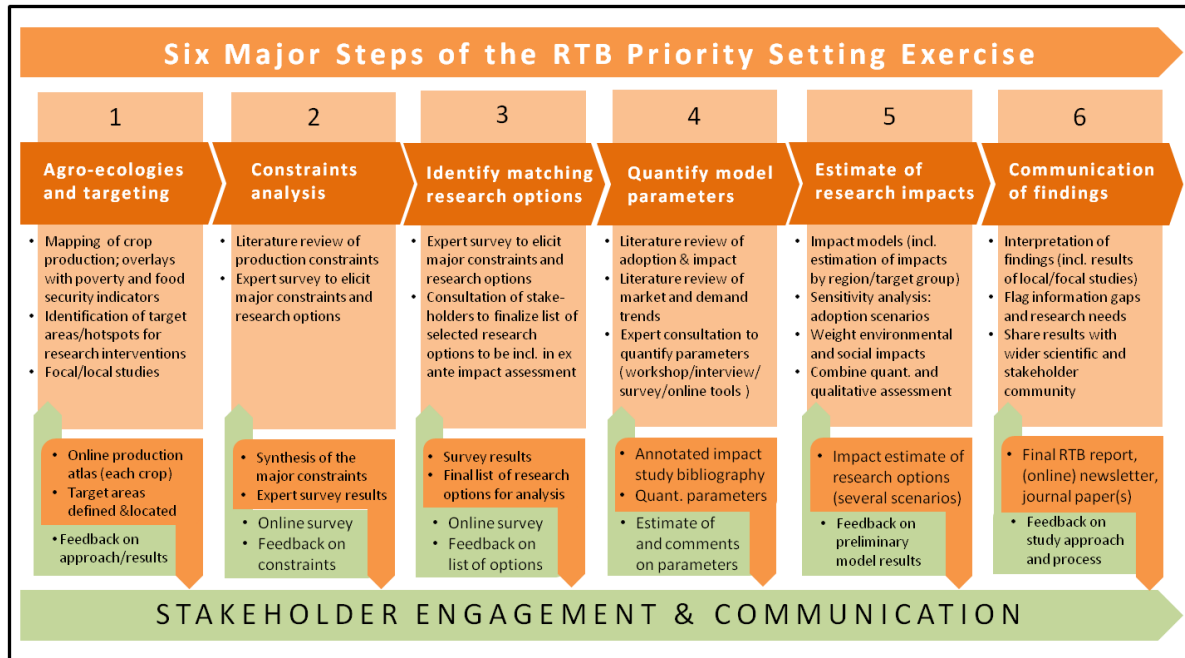 Six Major Steps of the RTB Priority Setting Exercise
1
Agro-ecologies
and targeting
• Mapping of crop
production; overlays
with poverty and food
security indicators
• Identification of target
areas/hotspots for
research interventions
• Focal/local studies
• Online production
atlas (each crop)
• Target areas
defined &located
• Feedback on
approach/results
2
Constraints
analysis
• Literature review of
production constraints
• Expert survey to elicit
major constraints and
research options
• Synthesis of the
major constraints
• Expert survey results
• Online survey
• Feedback on
constraints
3
Identify matching
research options
• Expert survey to elicit
major constraints and
research options
• Consultation of stake-
holders to finalize list of
selected research
options to be incl. in ex
ante impact assessment
• Survey results
• Final list of research
options for analysis
• Online survey
• Feedback on
list of options
4
Quantify model
parameters
• Literature review of
adoption & impact
• Literature review of
market and demand
trends
• Expert consultation to
quantify parameters
(workshop/interview/
survey/online tools )
• Annotated impact
study bibliography
• Quant. parameters
• Estimate of
and comments
on parameters
5
Estimate of
research impacts
• Impact models (incl.
estimation of impacts
by region/target group)
• Sensitivity analysis:
adoption scenarios
• Weight environmental
and social impacts
• Combine quant. and
qualitative assessment
• Impact estimate of
research options
(several scenarios)
• Feedback on
preliminary
model results
6
Communication
of findings
• Interpretation of
findings (incl. results
of local/focal studies)
• Flag information gaps
and research needs
• Share results with
wider scientific and
stakeholder
community
• Final RTB report,
(online) newsletter,
journal paper(s)
• Feedback on
study approach
and process
STAKEHOLDER ENGAGEMENT & COMMUNICATION